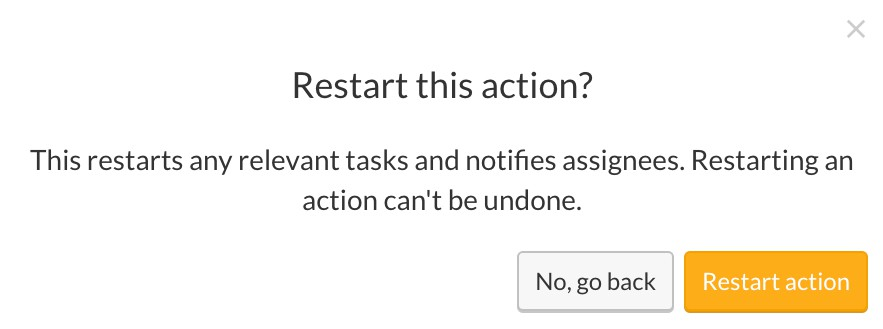 Restart this action?
This restarts any relevant tasks and notifies assignees. Restarting an
action can't be undone.
No, go back
Restart action